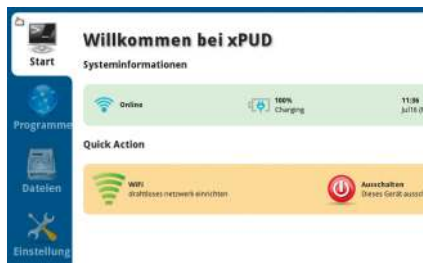 Start
Programme
Dateien
Einstellung
Willkommen bei xPUD
Systeminformationen
Online
100%
Charging
11:36
Quick Action
WiFi
drahtloses netzwerk einrichten
Ausschalten
Dieses Gerät aussch